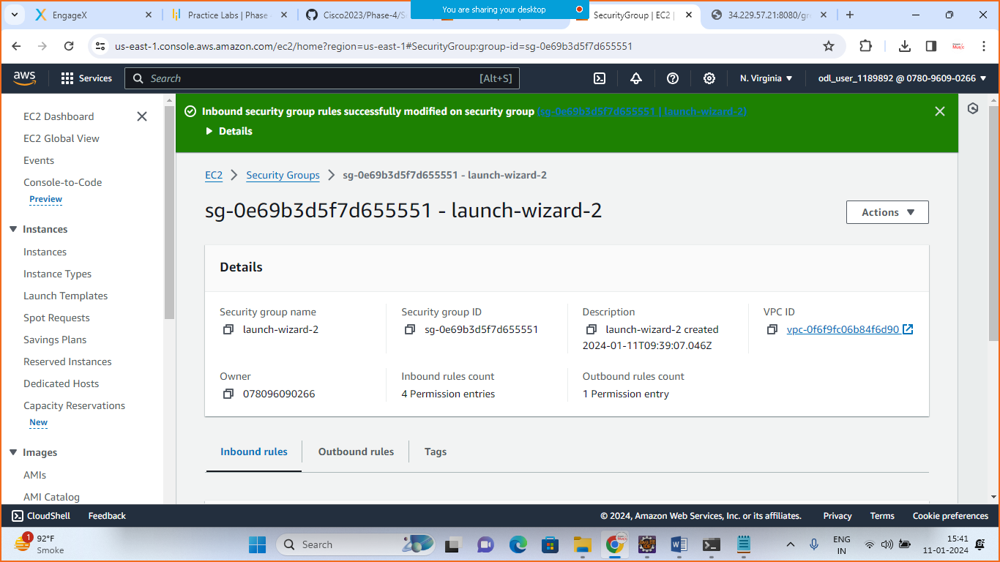 You are sharing your desktop
EngageX
Practice Labs | Phase
Cisco2023/Phase-4/S
SecurityGroup | EC2 |
34.229.57.21:8080/gr
us-east-1.console.aws.amazon.com/ec2/home?region=us-east-1#SecurityGroup:group-id=sg-0e69b3d5f7d655551
aws
Services
Search
[Alt+S]
N. Virginia
odl_user_1189892 @ 0780-9609-0266
EC2 Dashboard
EC2 Global View
Events
Console-to-Code
Preview
Instances
Instances
Instance Types
Launch Templates
Spot Requests
Savings Plans
Reserved Instances
Dedicated Hosts
Capacity Reservations
New
Images
AMIs
AMI Catalog
Inbound security group rules successfully modified on security group (sg-0e69b3d5f7d655551 | launch-wizard-2)
Details
EC2
Security Groups
sg-0e69b3d5f7d655551 - launch-wizard-2
sg-0e69b3d5f7d655551 - launch-wizard-2
Actions
Details
Security group name
launch-wizard-2
Security group ID
sg-0e69b3d5f7d655551
Description
launch-wizard-2 created
2024-01-11T09:39:07.046Z
VPC ID
vpc-0f6f9fc06b84f6d90
Owner
078096090266
Inbound rules count
4 Permission entries
Outbound rules count
1 Permission entry
Inbound rules
Outbound rules
Tags
CloudShell
Feedback
© 2024, Amazon Web Services, Inc. or its affiliates.
Privacy
Terms
Cookie preferences
1
92°F
Smoke
Search
ENG
IN
15:41
11-01-2024